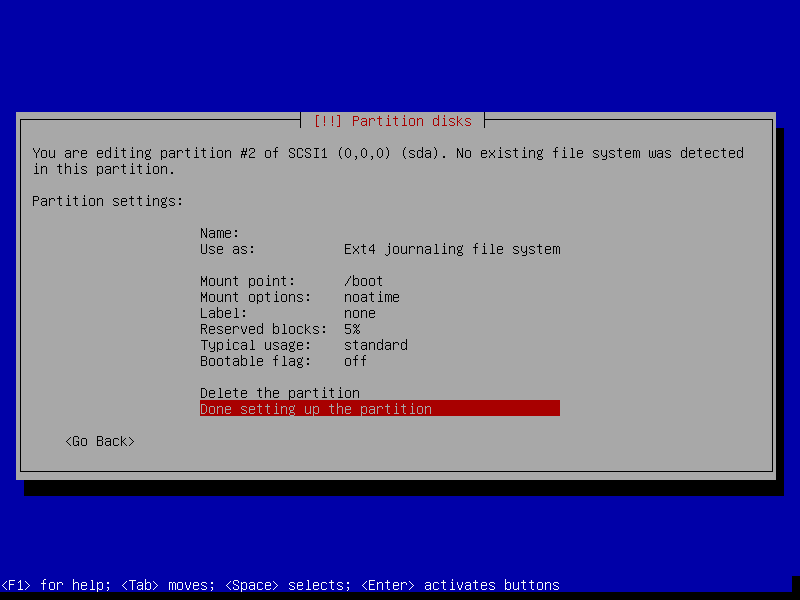 [!!] Partition disks
You are editing partition #2 of SCSI1 (0,0,0) (sda). No existing file system was detected
in this partition.
Partition settings:
Name:
Use as: Ext4 journaling file system
Mount point: /boot
Mount options: noatime
Label: none
Reserved blocks: 5%
Typical usage: standard
Bootable flag: off
Delete the partition
Done setting up the partition
<Go Back>
<F1> for help; <Tab> moves; <Space> selects; <Enter> activates buttons